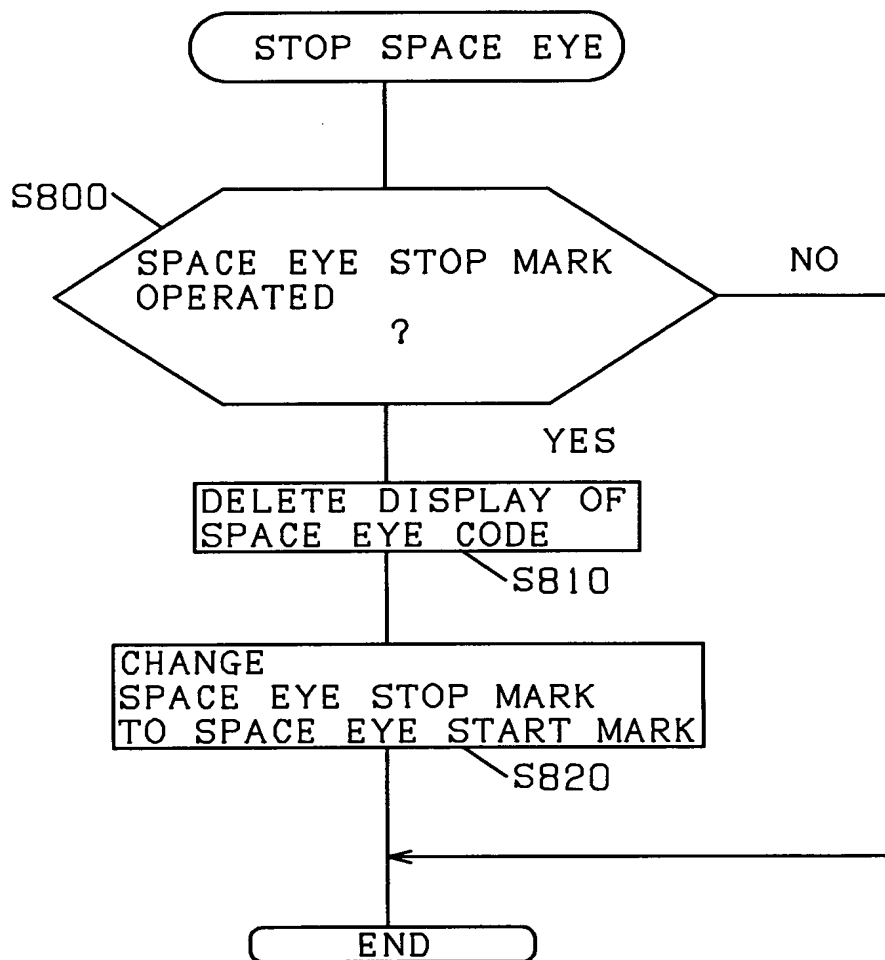 STOP SPACE EYE
S800
SPACE EYE STOP MARK
OPERATED
?
NO
YES
DELETE DISPLAY OF
SPACE EYE CODE
S810
CHANGE
SPACE EYE STOP MARK
TO SPACE EYE START MARK
S820
END